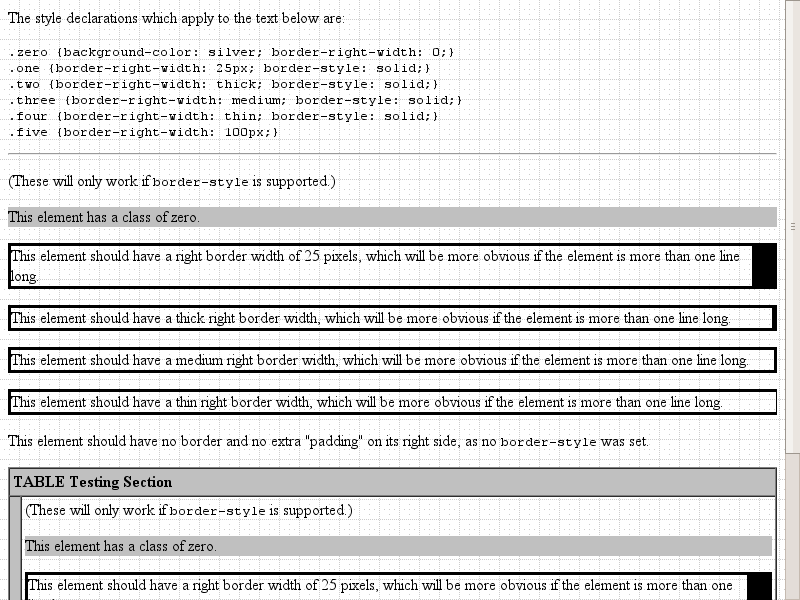 The style declarations which apply to the text below are:
.zero {background-color: silver; border-right-width: 0;}
.one {border-right-width: 25px; border-style: solid;}
.two {border-right-width: thick; border-style: solid;}
.three {border-right-width: medium; border-style: solid;}
.four {border-right-width: thin; border-style: solid;}
.five {border-right-width: 100px;}
(These will only work if border-style is supported.)
This element has a class of zero.
This element should have a right border width of 25 pixels, which will be more obvious if the element is more than one line
long.
This element should have a thick right border width, which will be more obvious if the element is more than one line long.
This element should have a medium right border width, which will be more obvious if the element is more than one line long.
This element should have a thin right border width, which will be more obvious if the element is more than one line long.
This element should have no border and no extra "padding" on its right side, as no border-style was set.
TABLE Testing Section
(These will only work if border-style is supported.)
This element has a class of zero.
This element should have a right border width of 25 pixels, which will be more obvious if the element is more than one